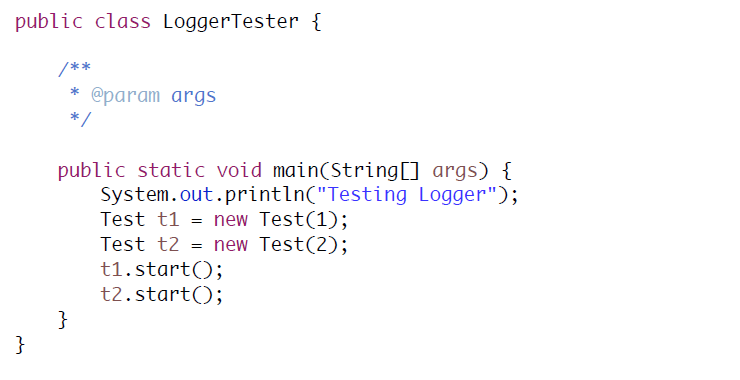 public class LoggerTester {
/**
* @param args
*/
public static void main(String[] args) {
System.out.println("Testing Logger");
Test t1 = new Test(1);
Test t2 = new Test(2);
t1.start();
t2.start();
}
}